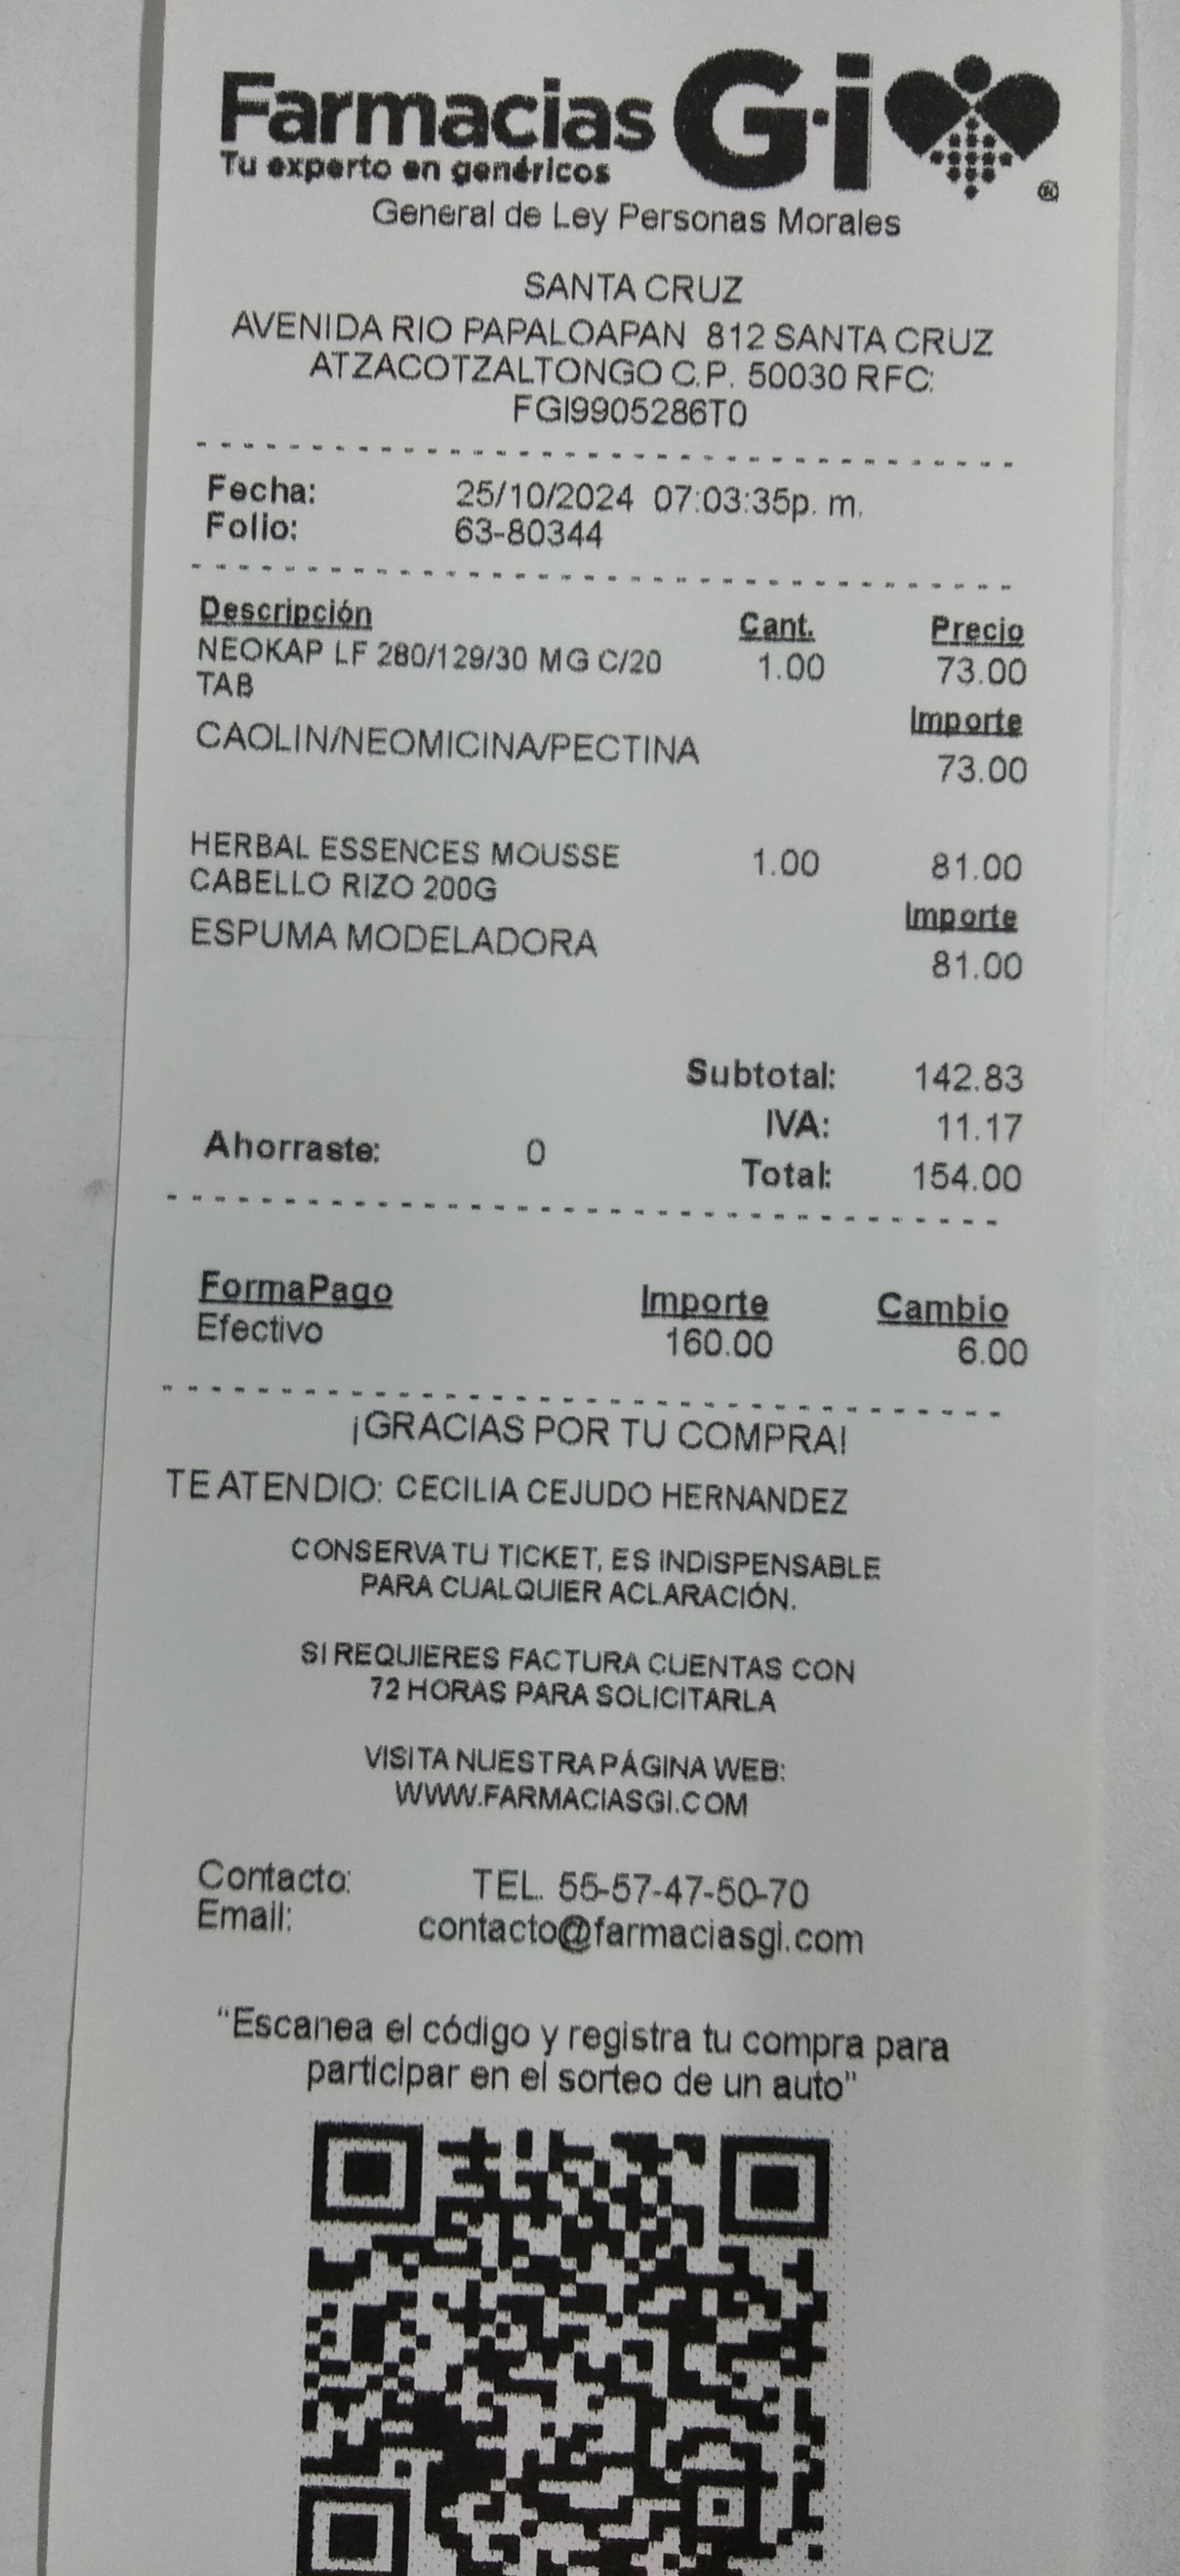 Farmacias G·i ®
Tu experto en genéricos
General de Ley Personas Morales
SANTA CRUZ
AVENIDA RIO PAPALOAPAN 812 SANTA CRUZ
ATZACOTZALTONGO C.P. 50030 RFC:
FGI9905286T0
Fecha: 25/10/2024 07:03:35p. m.
Folio: 63-80344
Descripción Cant. Precio
NEOKAP LF 280/129/30 MG C/20 1.00 73.00
TAB
Importe
CAOLIN/NEOMICINA/PECTINA
73.00
HERBAL ESSENCES MOUSSE 1.00 81.00
CABELLO RIZO 200G
Importe
ESPUMA MODELADORA
81.00
Subtotal: 142.83
IVA: 11.17
Ahorraste: 0
Total: 154.00
FormaPago Importe Cambio
Efectivo 160.00 6.00
¡GRACIAS POR TU COMPRA!
TE ATENDIO: CECILIA CEJUDO HERNANDEZ
CONSERVA TU TICKET, ES INDISPENSABLE
PARA CUALQUIER ACLARACIÓN.
SI REQUIERES FACTURA CUENTAS CON
72 HORAS PARA SOLICITARLA
VISITA NUESTRA PÁGINA WEB:
WWW.FARMACIASGI.COM
Contacto: TEL. 55-57-47-50-70
Email: contacto@farmaciasgi.com
“Escanea el código y registra tu compra para
participar en el sorteo de un auto”